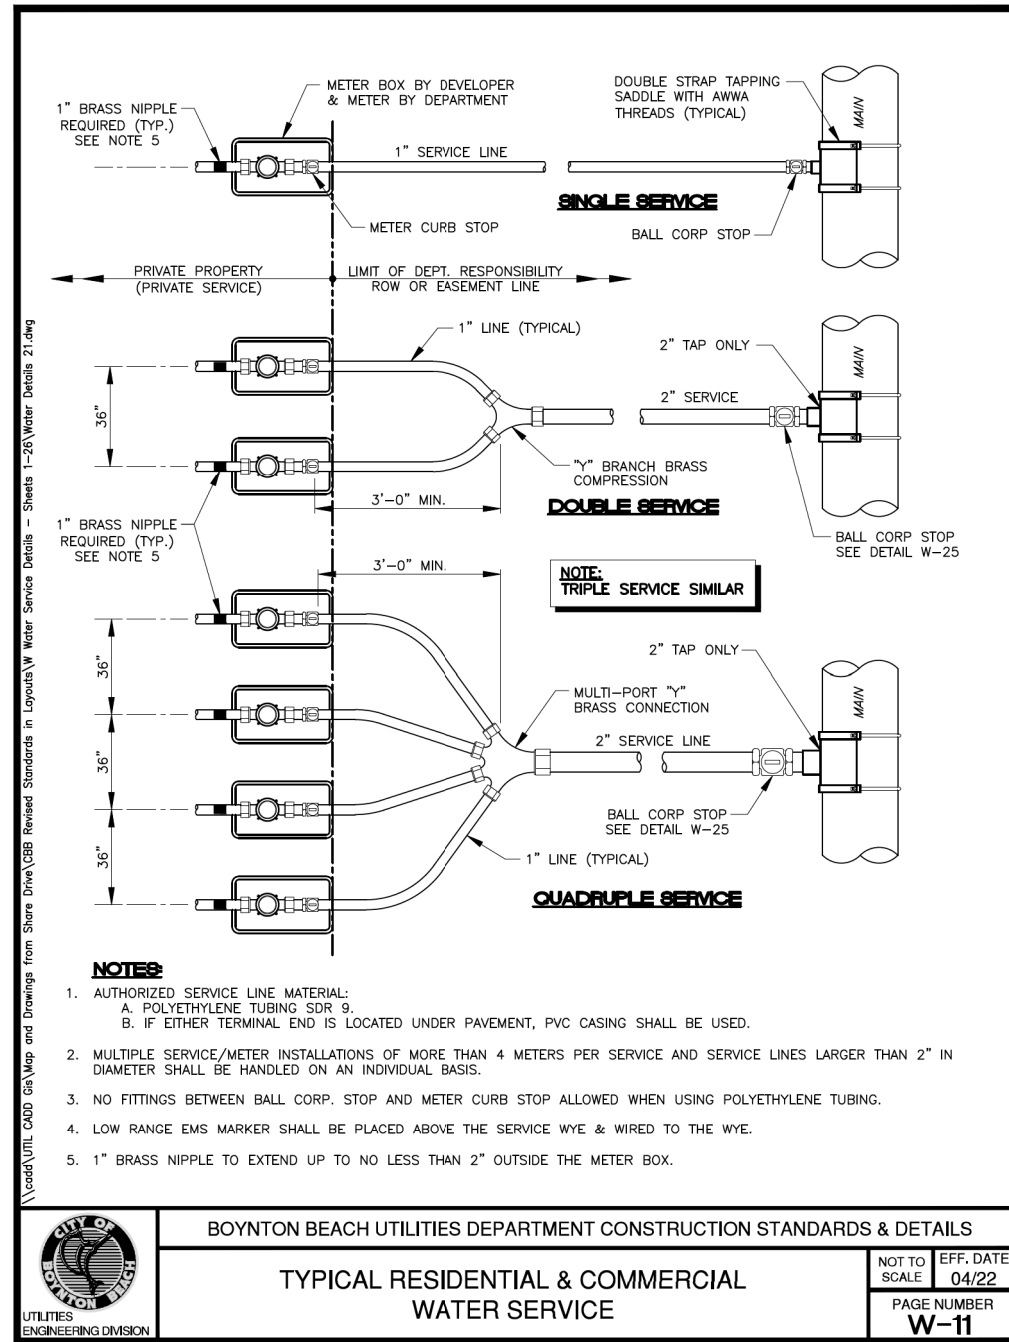 METER BOX BY DEVELOPER
& METER BY DEPARTMENT
DOUBLE STRAP TAPPING
SADDLE WITH AWWA
THREADS (TYPICAL)
MAIN
1" BRASS NIPPLE
REQUIRED (TYP.)
SEE NOTE 5
1" SERVICE LINE
SINGLE SERVICE
METER CURB STOP
BALL CORP STOP
PRIVATE PROPERTY
(PRIVATE SERVICE)
LIMIT OF DEPT. RESPONSIBILITY
ROW OR EASEMENT LINE
1" LINE (TYPICAL)
2" TAP ONLY
MAIN
2" SERVICE
36"
"Y" BRANCH BRASS
COMPRESSION
3'-0" MIN.
DOUBLE SERVICE
1" BRASS NIPPLE
REQUIRED (TYP.)
SEE NOTE 5
BALL CORP STOP
SEE DETAIL W-25
3'-0" MIN.
NOTE:
TRIPLE SERVICE SIMILAR
2" TAP ONLY
36"
MULTI-PORT "Y"
BRASS CONNECTION
MAIN
2" SERVICE LINE
36"
BALL CORP STOP
SEE DETAIL W-25
36"
1" LINE (TYPICAL)
QUADRUPLE SERVICE
NOTES:
1. AUTHORIZED SERVICE LINE MATERIAL:
A. POLYETHYLENE TUBING SDR 9.
B. IF EITHER TERMINAL END IS LOCATED UNDER PAVEMENT, PVC CASING SHALL BE USED.
2. MULTIPLE SERVICE/METER INSTALLATIONS OF MORE THAN 4 METERS PER SERVICE AND SERVICE LINES LARGER THAN 2" IN
DIAMETER SHALL BE HANDLED ON AN INDIVIDUAL BASIS.
3. NO FITTINGS BETWEEN BALL CORP. STOP AND METER CURB STOP ALLOWED WHEN USING POLYETHYLENE TUBING.
4. LOW RANGE EMS MARKER SHALL BE PLACED ABOVE THE SERVICE WYE & WIRED TO THE WYE.
5. 1" BRASS NIPPLE TO EXTEND UP TO NO LESS THAN 2" OUTSIDE THE METER BOX.
\\cadd\UTIL CADD Gis\Map and Drawings from Share Drive\CBB Revised Standards in Layouts\W Water Service Details - Sheets 1-26\Water Details 21.dwg
CITY OF
BOYNTON BEACH
UTILITIES
ENGINEERING DIVISION
BOYNTON BEACH UTILITIES DEPARTMENT CONSTRUCTION STANDARDS & DETAILS
TYPICAL RESIDENTIAL & COMMERCIAL
WATER SERVICE
NOT TO
SCALE
EFF. DATE
04/22
PAGE NUMBER
W-11